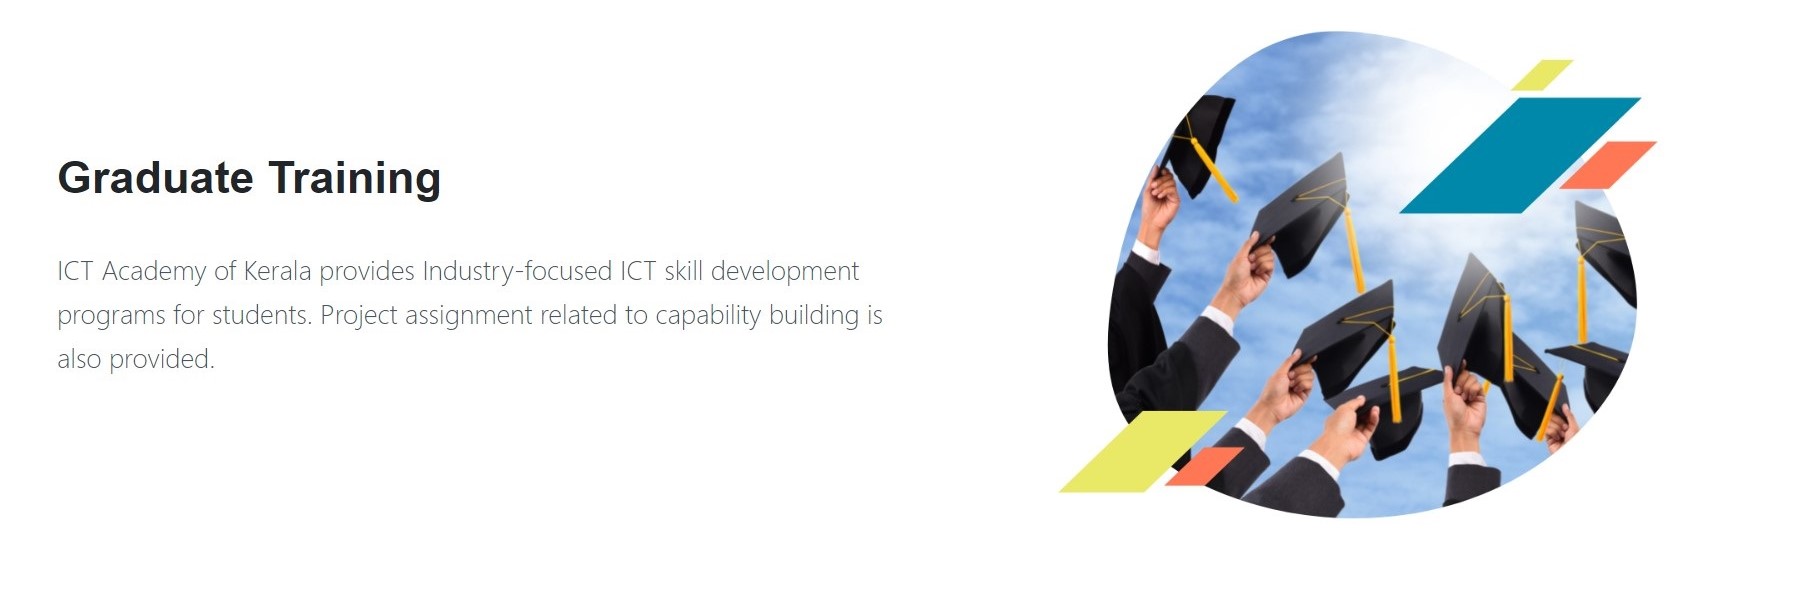 Graduate Training
ICT Academy of Kerala provides Industry-focused ICT skill development
programs for students. Project assignment related to capability building is
also provided.